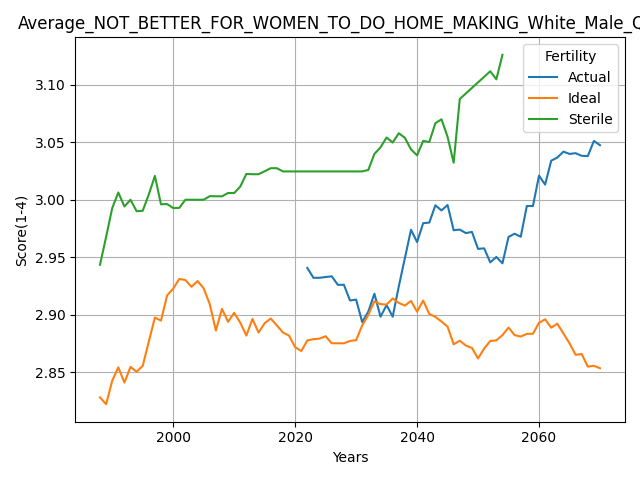 Average_NOT_BETTER_FOR_WOMEN_TO_DO_HOME_MAKING_White_Male_
Fertility
Actual
Ideal
Sterile
3.10
3.05
3.00
2.95
2.90
2.85
Score(1-4)
2000
2020
2040
2060
Years